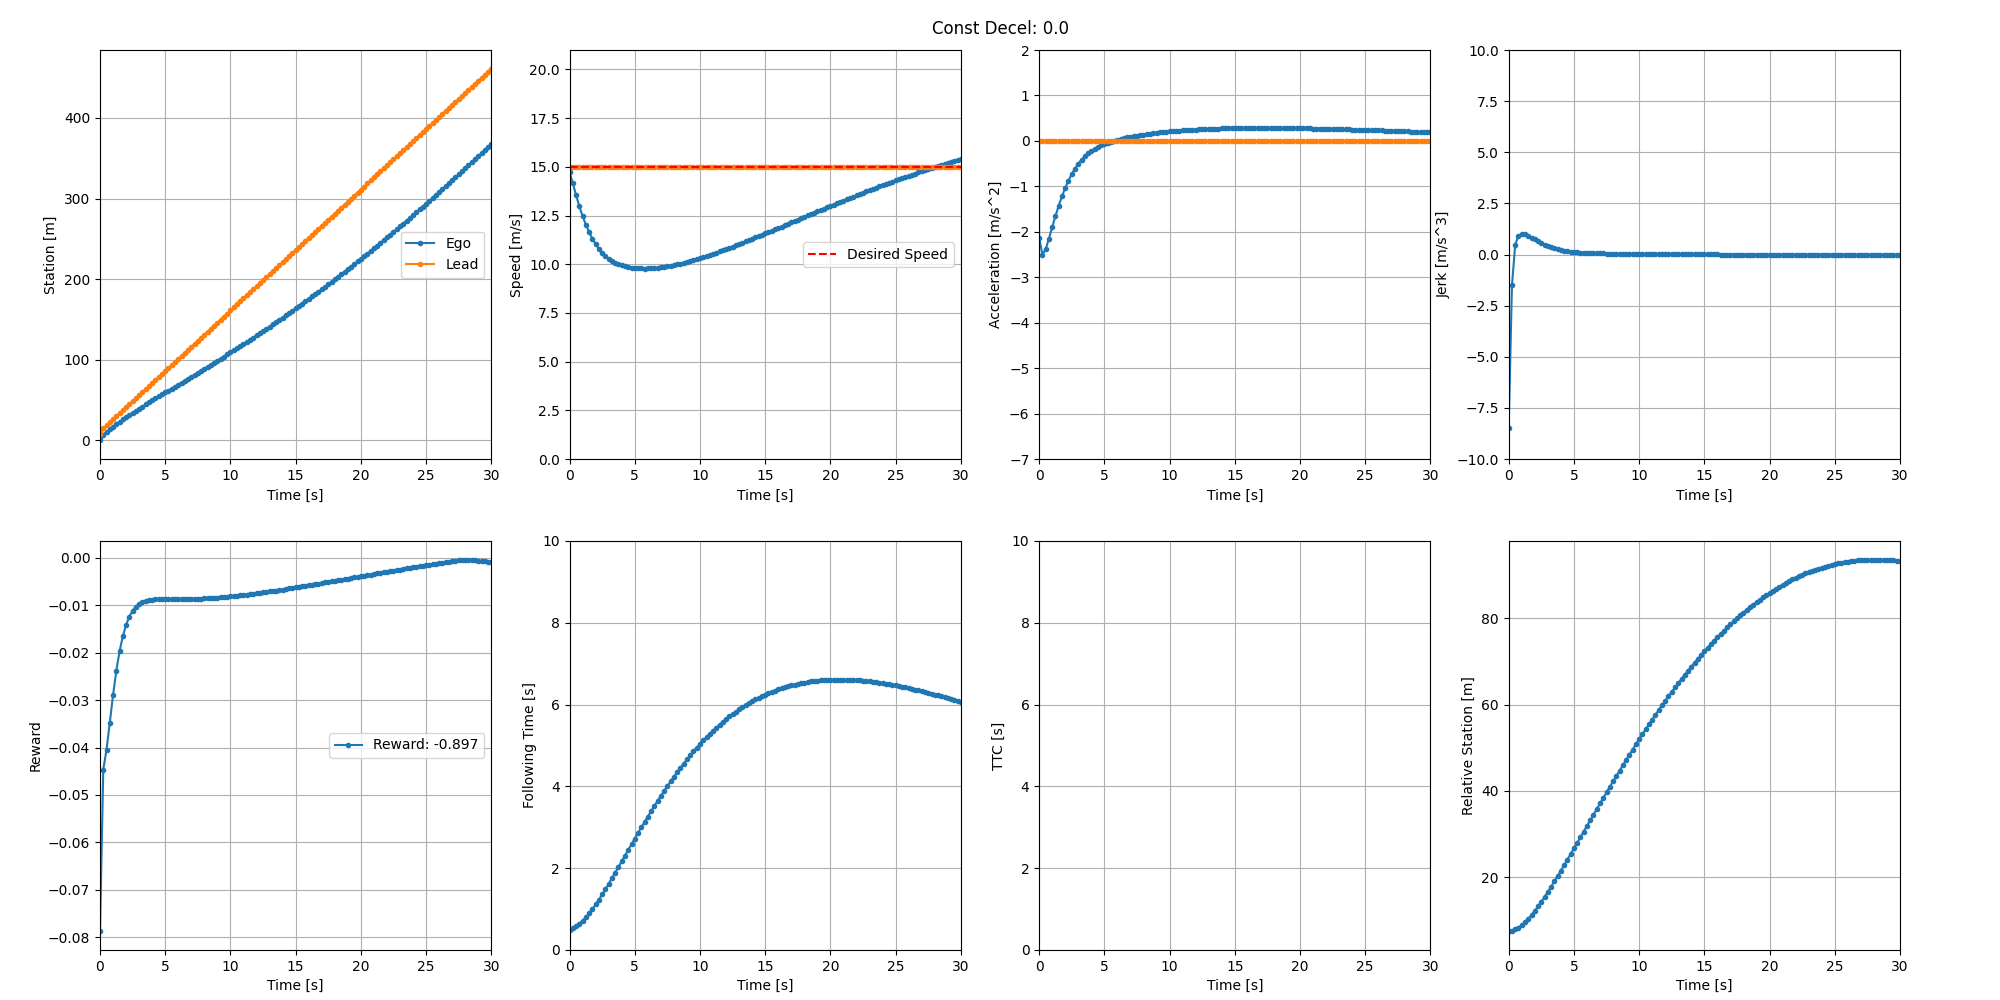 Const Decel: 0.0
Station [m]
400
300
200
100
0
Ego
Lead
0 5 10 15 20 25 30
Time [s]
Speed [m/s]
20.0
17.5
15.0
12.5
10.0
7.5
5.0
2.5
0.0
Desired Speed
0 5 10 15 20 25 30
Time [s]
Acceleration [m/s^2]
2
1
0
−1
−2
−3
−4
−5
−6
−7
0 5 10 15 20 25 30
Time [s]
Jerk [m/s^3]
10.0
7.5
5.0
2.5
0.0
−2.5
−5.0
−7.5
−10.0
0 5 10 15 20 25 30
Time [s]
Reward
0.00
−0.01
−0.02
−0.03
−0.04
−0.05
−0.06
−0.07
−0.08
Reward: -0.897
0 5 10 15 20 25 30
Time [s]
Following Time [s]
10
8
6
4
2
0
0 5 10 15 20 25 30
Time [s]
TTC [s]
10
8
6
4
2
0
0 5 10 15 20 25 30
Time [s]
Relative Station [m]
80
60
40
20
0 5 10 15 20 25 30
Time [s]